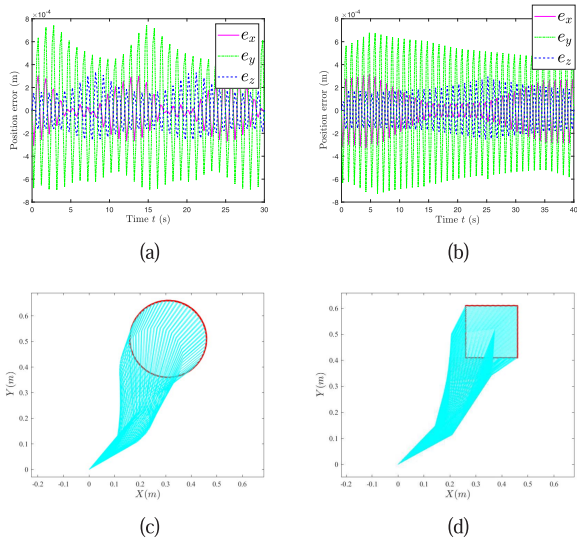 ×10⁻⁴
8
6
4
2
0
-2
-4
-6
-8
Position error (m)
0 5 10 15 20 25 30
Time t (s)
e_x
e_y
e_z
(a)
×10⁻⁴
8
6
4
2
0
-2
-4
-6
-8
Position error (m)
0 5 10 15 20 25 30 35 40
Time t (s)
e_x
e_y
e_z
(b)
0.6
0.5
0.4
0.3
0.2
0.1
0
Y(m)
-0.2 -0.1 0 0.1 0.2 0.3 0.4 0.5 0.6
X(m)
(c)
0.6
0.5
0.4
0.3
0.2
0.1
0
Y(m)
-0.2 -0.1 0 0.1 0.2 0.3 0.4 0.5 0.6
X(m)
(d)